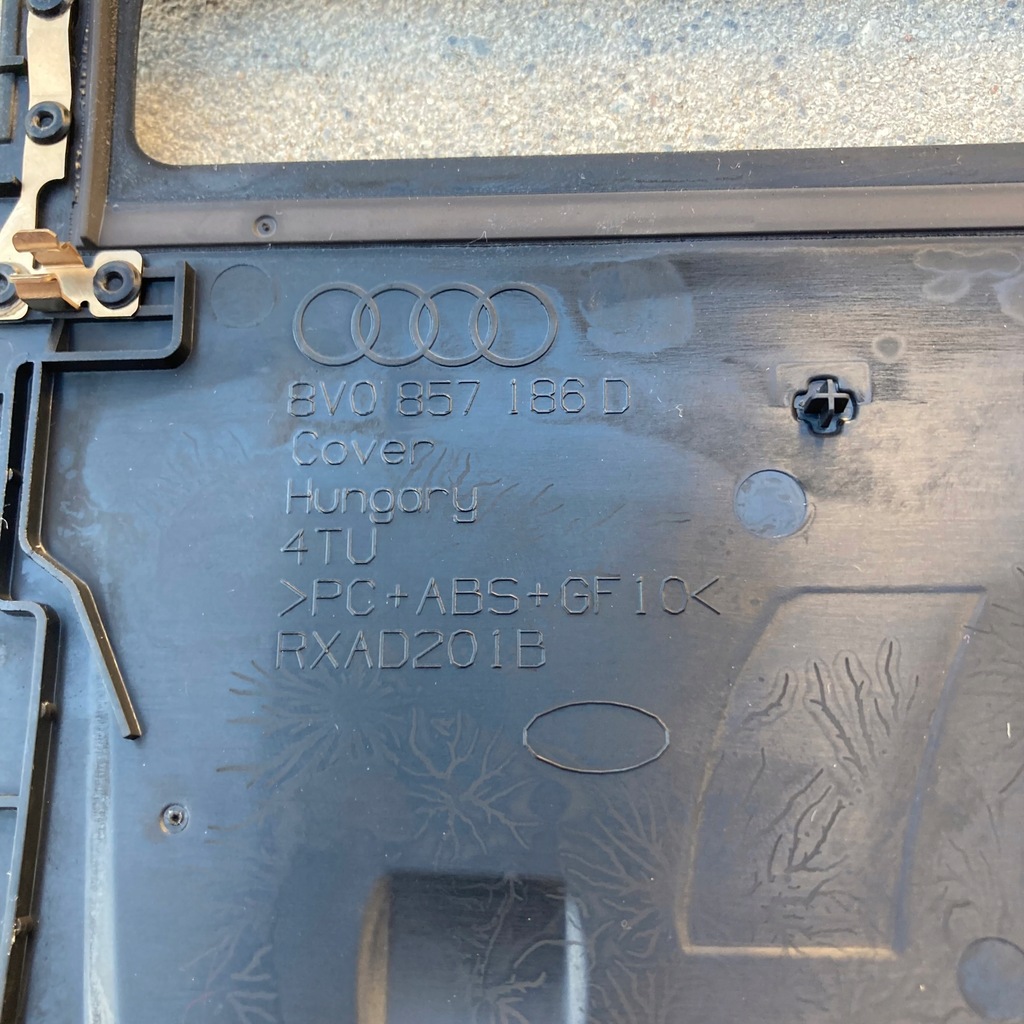 8V0 857 186 D
Cover
Hungary
4TU
>PC+ABS+GF10<
RXAD201B